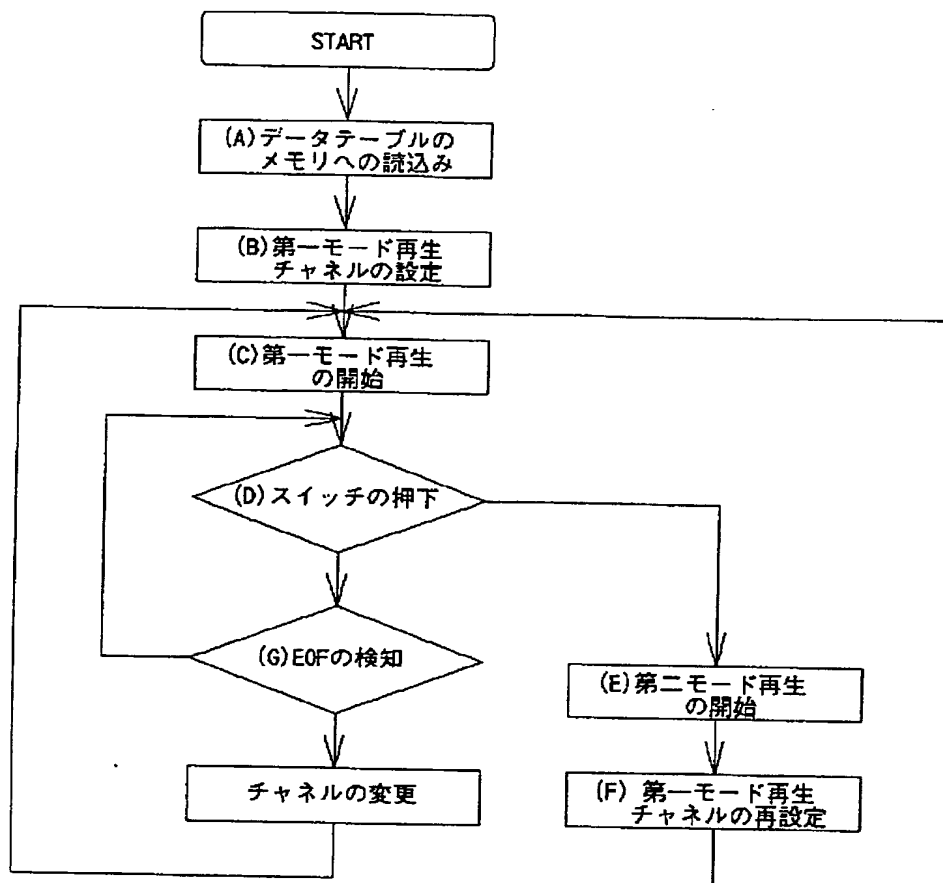 START
(A)データテーブルの
メモリへの読込み
(B)第一モード再生
チャネルの設定
(C)第一モード再生
の開始
(D)スイッチの押下
(G)EOFの検知
(E)第二モード再生
の開始
チャネルの変更
(F) 第一モード再生
チャネルの再設定